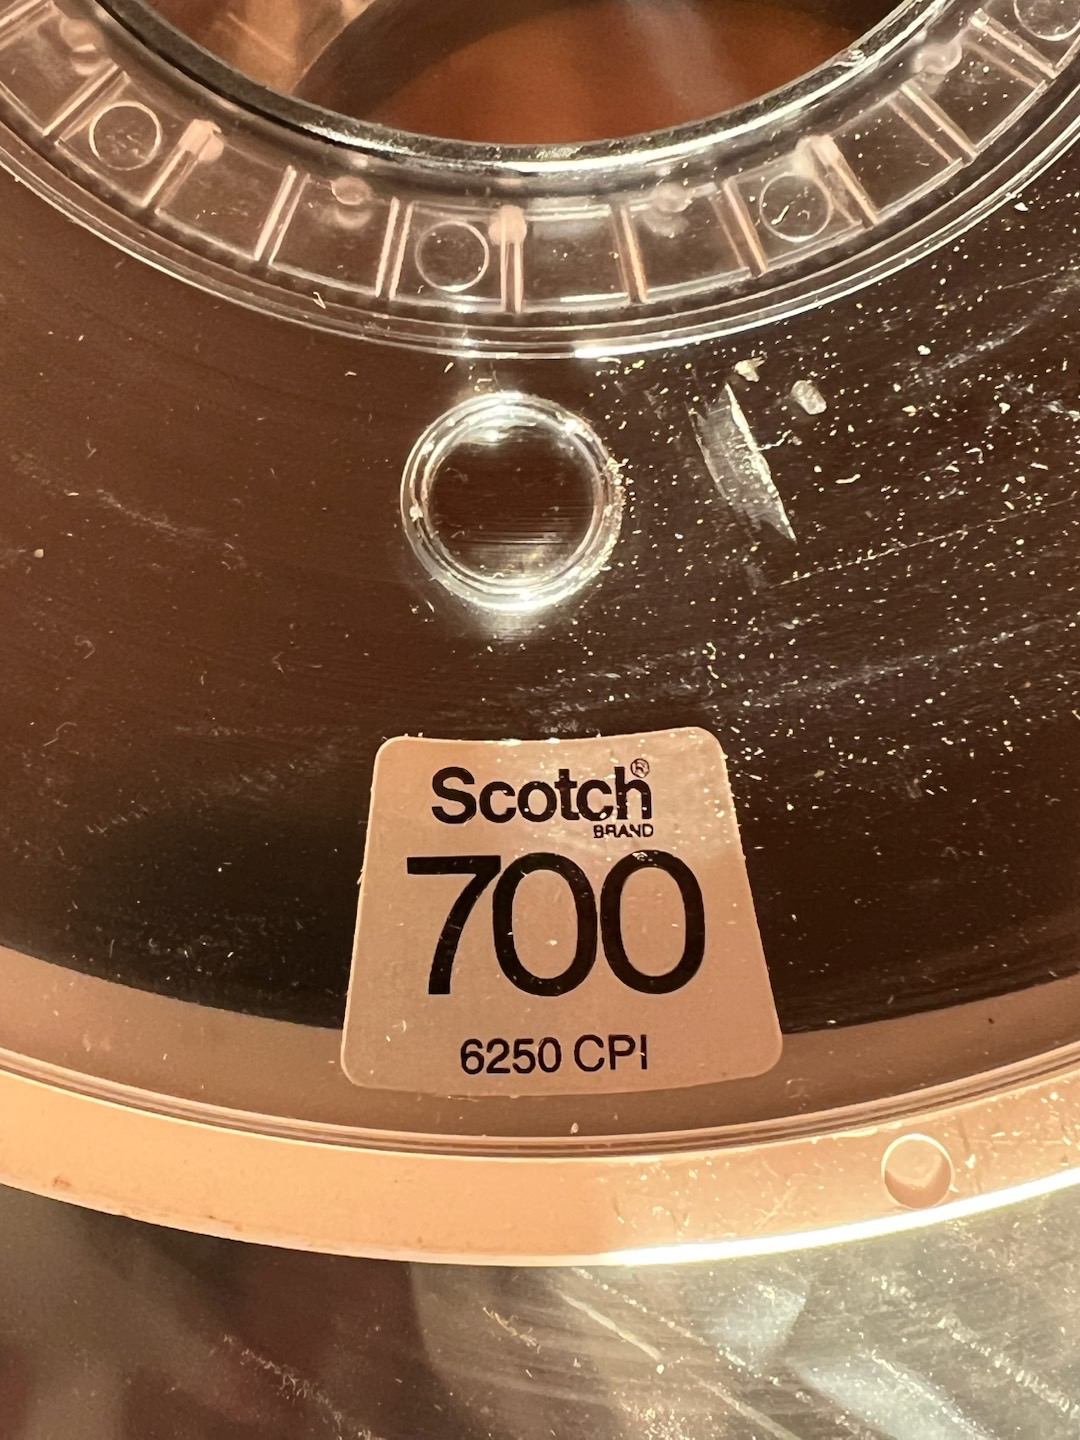 Scotch®
BRAND
700
6250 CPI